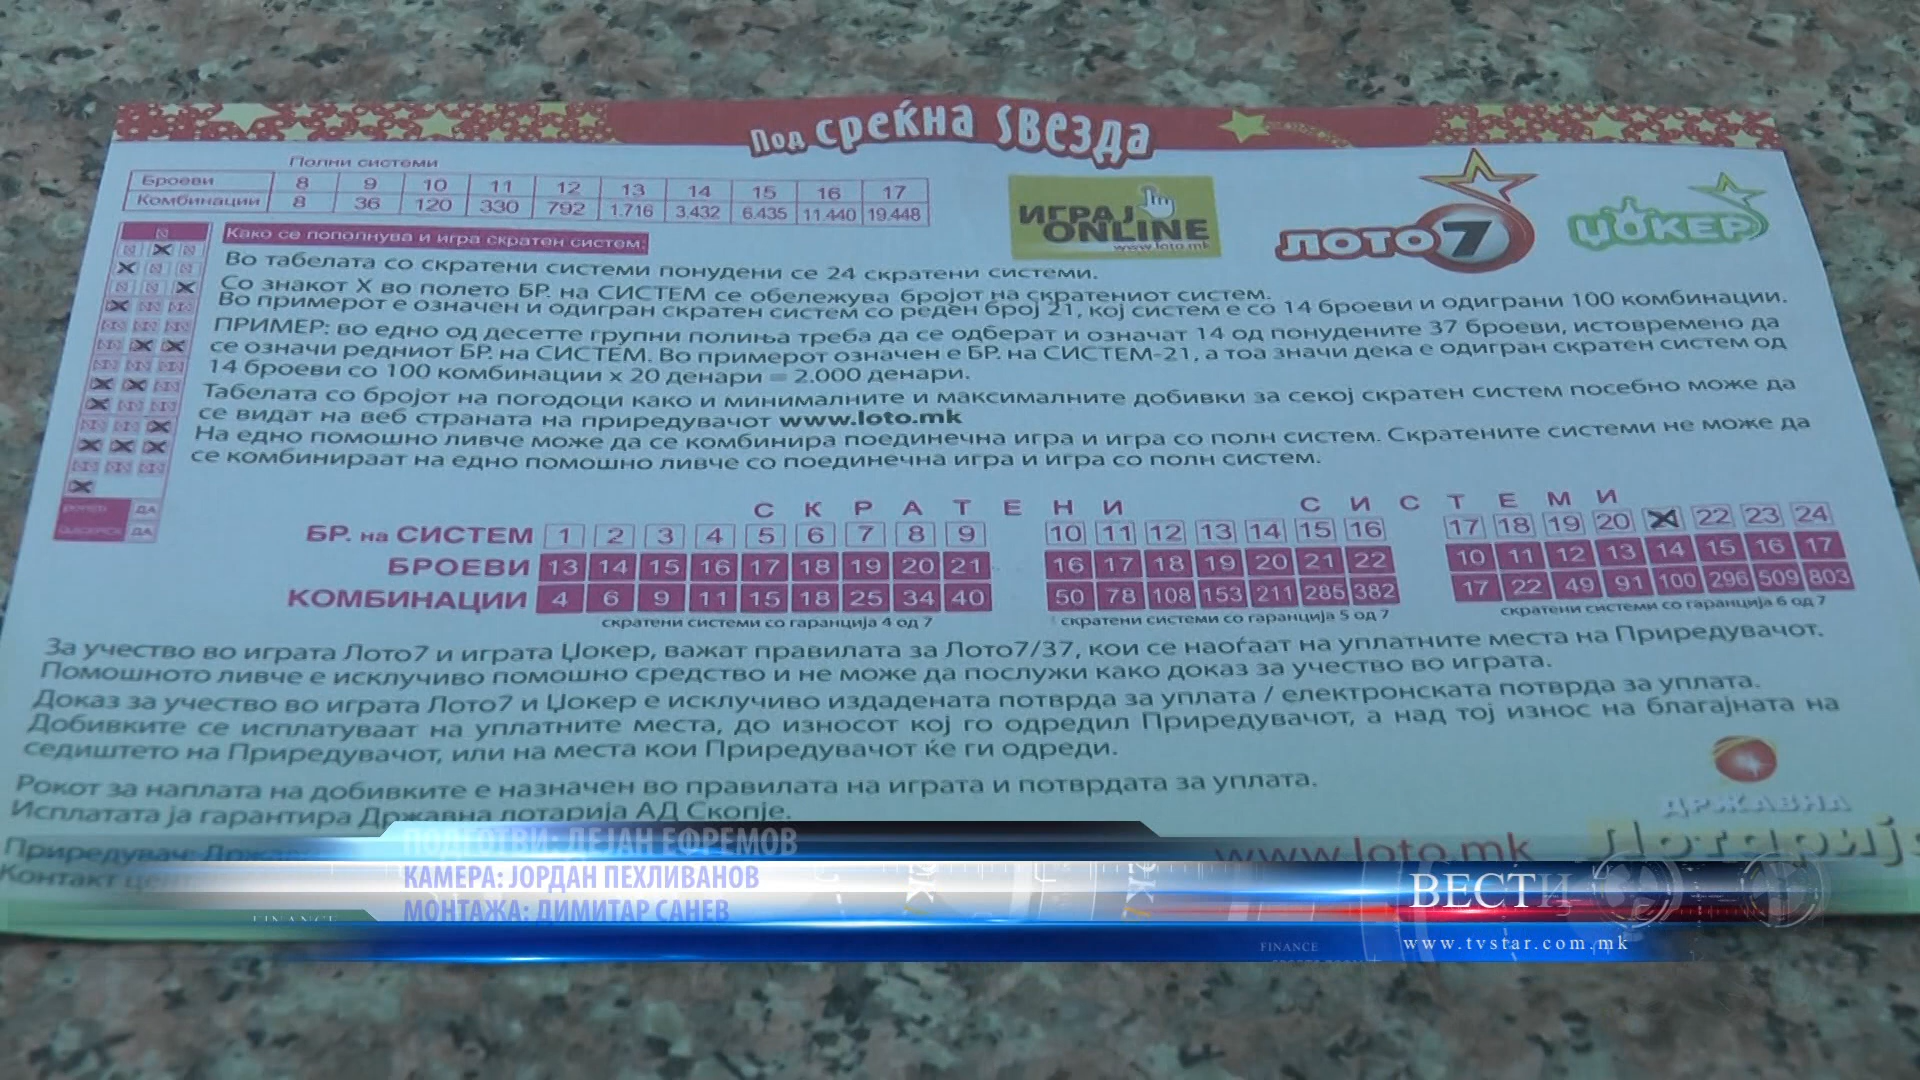 Под среќна ѕвезда
Полни системи
Броеви 8 9 10 11 12 13 14 15 16 17
Комбинации 8 36 120 330 792 1.716 3.432 6.435 11.440 19.448
ИГРАЈ ONLINE
www.loto.mk
ЛОТО 7
ЏОКЕР
Како се пополнува и игра скратен систем:
Во табелата со скратени системи понудени се 24 скратени системи.
Со знакот X во полето БР. на СИСТЕМ се обележува бројот на скратениот систем.
Во примерот е означен и одигран скратен систем со реден број 21, кој систем е со 14 броеви и одиграни 100 комбинации.
ПРИМЕР: во едно од десетте групни полиња треба да се одберат и означат 14 од понудените 37 броеви, истовремено да
се означи редниот БР. на СИСТЕМ. Во примерот означен е БР. на СИСТЕМ-21, а тоа значи дека е одигран скратен систем од
14 броеви со 100 комбинации x 20 денари = 2.000 денари.
Табелата со бројот на погодоци како и минималните и максималните добивки за секој скратен систем посебно може да
се видат на веб страната на приредувачот www.loto.mk
На едно помошно ливче може да се комбинира поединечна игра и игра со полн систем. Скратените системи не може да
се комбинираат на едно помошно ливче со поединечна игра и игра со полн систем.
ДА
ДА
СКРАТЕНИ СИСТЕМИ
БР. на СИСТЕМ 1 2 3 4 5 6 7 8 9 10 11 12 13 14 15 16 17 18 19 20 22 23 24
БРОЕВИ 13 14 15 16 17 18 19 20 21 16 17 18 19 20 21 22 10 11 12 13 14 15 16 17
КОМБИНАЦИИ 4 6 9 11 15 18 25 34 40 50 78 108 153 211 285 382 17 22 49 91 100 296 509 803
скратени системи со гаранција 4 од 7 скратени системи со гаранција 5 од 7 скратени системи со гаранција 6 од 7
За учество во играта Лото7 и играта Џокер, важат правилата за Лото7/37, кои се наоѓаат на уплатните места на Приредувачот.
Помошното ливче е исклучиво помошно средство и не може да послужи како доказ за учество во играта.
Доказ за учество во играта Лото7 и Џокер е исклучиво издадената потврда за уплата / електронската потврда за уплата.
Добивките се исплатуваат на уплатните места, до износот кој го одредил Приредувачот, а над тој износ на благајната на
седиштето на Приредувачот, или на места кои Приредувачот ќе ги одреди.
Рокот за наплата на добивките е назначен во правилата на играта и потврдата за уплата.
Исплатата ја гарантира Државна лотарија АД Скопје.
ДРЖАВНА
Лотариј
Приредувач:
Контакт
www.loto.mk
ПОДГОТВИ: ДЕЈАН ЕФРЕМОВ
КАМЕРА: ЈОРДАН ПЕХЛИВАНОВ
МОНТАЖА: ДИМИТАР САНЕВ
ВЕСТИ
www.tvstar.com.mk
FINANCE
FINANCE